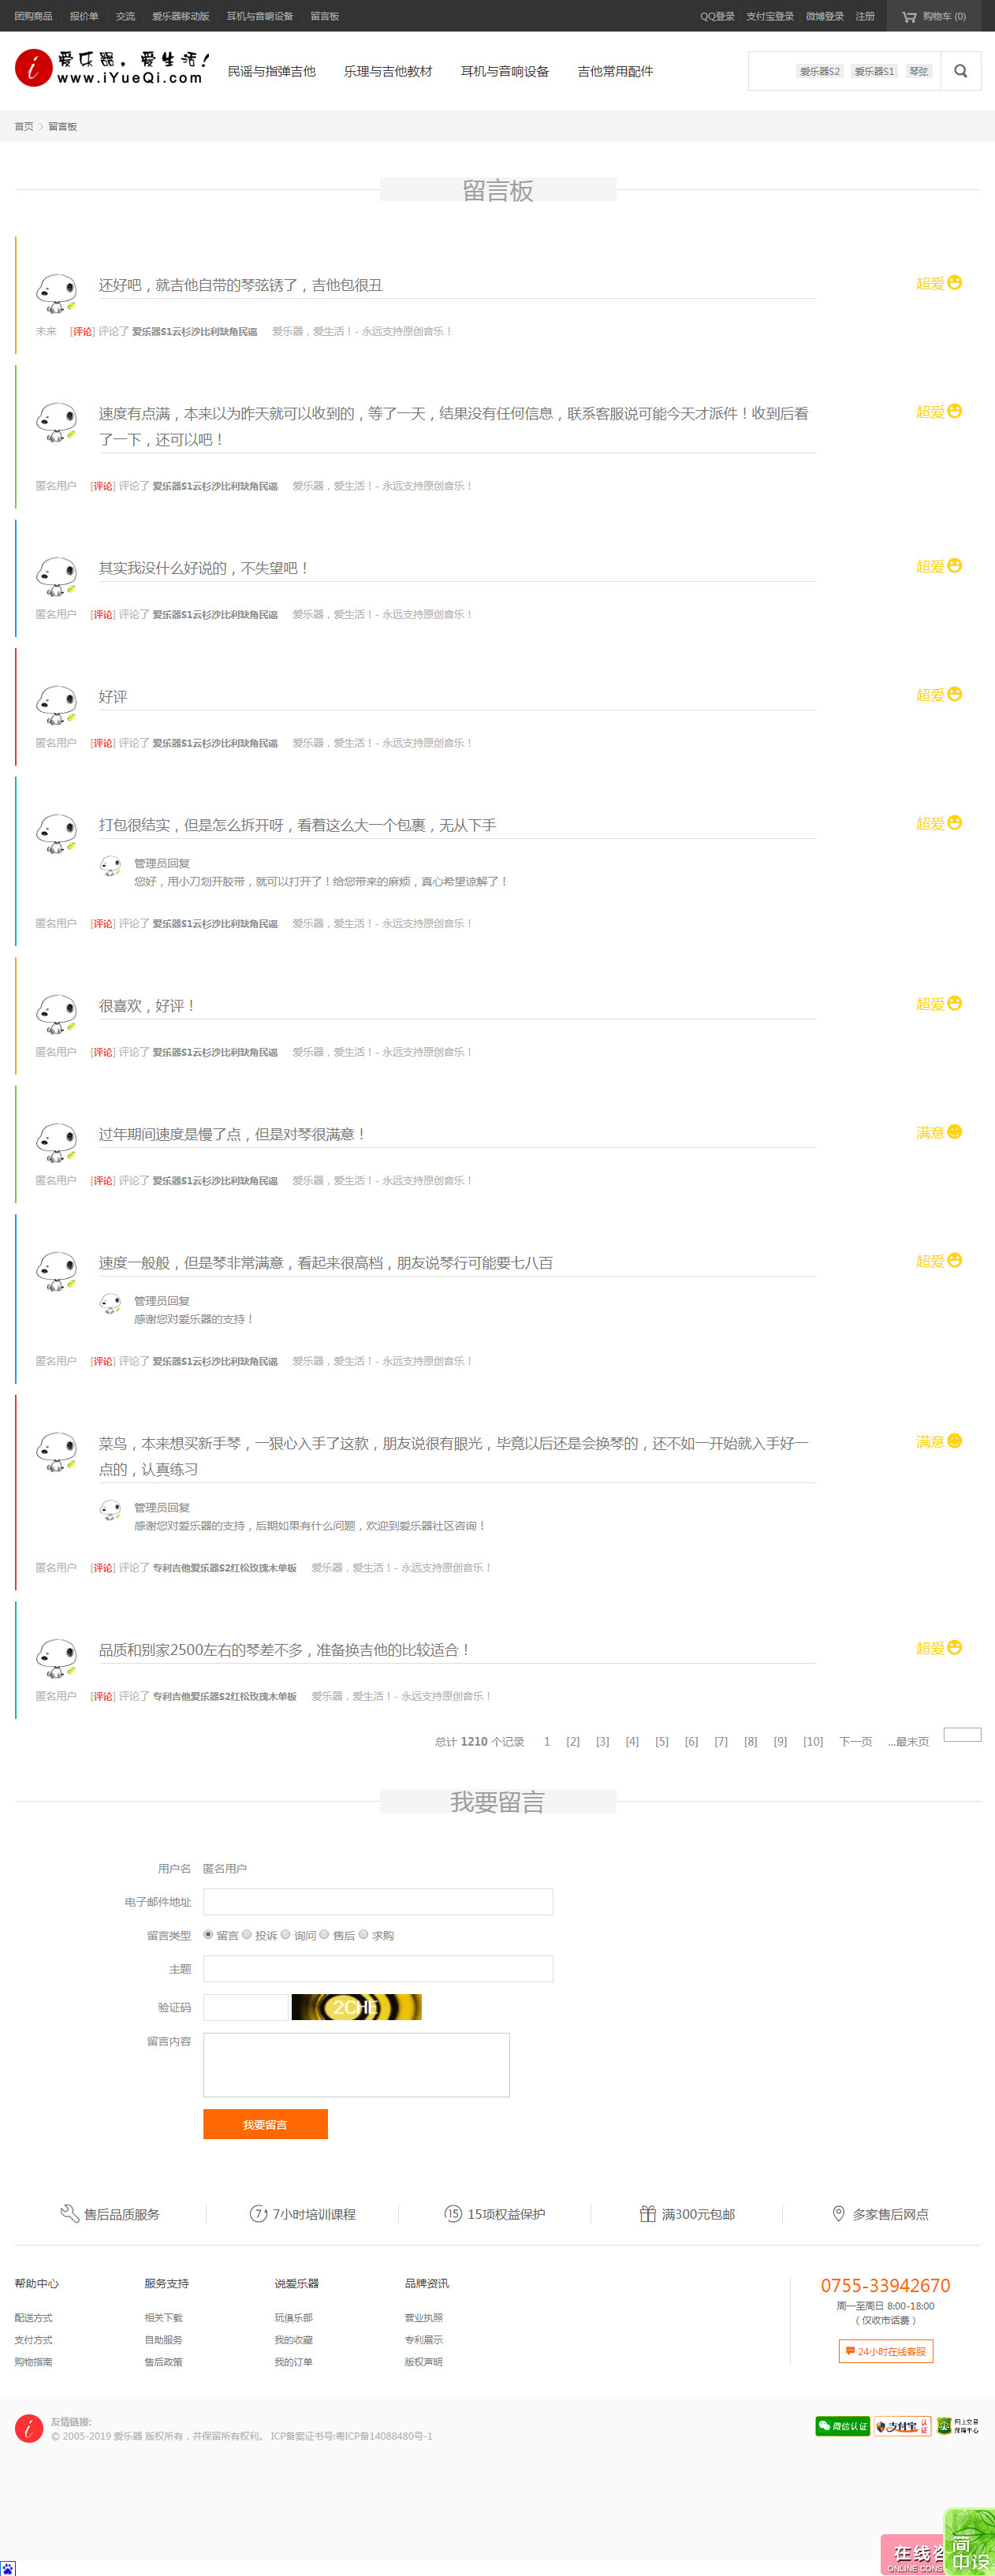 团购商品 报价单 交流 爱乐器移动版 耳机与音响设备 留言板 QQ登录 支付宝登录 微博登录 注册 购物车 (0)
爱乐器，爱生活！
www.iYueQi.com
民谣与指弹吉他 乐理与吉他教材 耳机与音响设备 吉他常用配件 爱乐器S2 爱乐器S1 琴弦
首页 > 留言板
留言板
还好吧，就吉他自带的琴弦锈了，吉他包很丑 超爱
未来 [评论] 评论了 爱乐器S1云杉沙比利缺角民谣 爱乐器，爱生活！- 永远支持原创音乐！
速度有点满，本来以为昨天就可以收到的，等了一天，结果没有任何信息，联系客服说可能今天才派件！收到后看 超爱
了一下，还可以吧！
匿名用户 [评论] 评论了 爱乐器S1云杉沙比利缺角民谣 爱乐器，爱生活！- 永远支持原创音乐！
其实我没什么好说的，不失望吧！ 超爱
匿名用户 [评论] 评论了 爱乐器S1云杉沙比利缺角民谣 爱乐器，爱生活！- 永远支持原创音乐！
好评 超爱
匿名用户 [评论] 评论了 爱乐器S1云杉沙比利缺角民谣 爱乐器，爱生活！- 永远支持原创音乐！
打包很结实，但是怎么拆开呀，看着这么大一个包裹，无从下手 超爱
管理员回复
您好，用小刀划开胶带，就可以打开了！给您带来的麻烦，真心希望谅解了！
匿名用户 [评论] 评论了 爱乐器S1云杉沙比利缺角民谣 爱乐器，爱生活！- 永远支持原创音乐！
很喜欢，好评！ 超爱
匿名用户 [评论] 评论了 爱乐器S1云杉沙比利缺角民谣 爱乐器，爱生活！- 永远支持原创音乐！
过年期间速度是慢了点，但是对琴很满意！ 满意
匿名用户 [评论] 评论了 爱乐器S1云杉沙比利缺角民谣 爱乐器，爱生活！- 永远支持原创音乐！
速度一般般，但是琴非常满意，看起来很高档，朋友说琴行可能要七八百 超爱
管理员回复
感谢您对爱乐器的支持！
匿名用户 [评论] 评论了 爱乐器S1云杉沙比利缺角民谣 爱乐器，爱生活！- 永远支持原创音乐！
菜鸟，本来想买新手琴，一狠心入手了这款，朋友说很有眼光，毕竟以后还是会换琴的，还不如一开始就入手好一 满意
点的，认真练习
管理员回复
感谢您对爱乐器的支持，后期如果有什么问题，欢迎到爱乐器社区咨询！
匿名用户 [评论] 评论了 专利吉他爱乐器S2红松玫瑰木单板 爱乐器，爱生活！- 永远支持原创音乐！
品质和别家2500左右的琴差不多，准备换吉他的比较适合！ 超爱
匿名用户 [评论] 评论了 专利吉他爱乐器S2红松玫瑰木单板 爱乐器，爱生活！- 永远支持原创音乐！
总计 1210 个记录 1 [2] [3] [4] [5] [6] [7] [8] [9] [10] 下一页 ...最末页
我要留言
用户名 匿名用户
电子邮件地址
留言类型 留言 投诉 询问 售后 求购
主题
验证码 2CHE
留言内容
我要留言
售后品质服务 7小时培训课程 15项权益保护 满300元包邮 多家售后网点
帮助中心 服务支持 说爱乐器 品牌资讯 0755-33942670
周一至周日 8:00-18:00
配送方式 相关下载 玩俱乐部 营业执照 （仅收市话费）
支付方式 自助服务 我的收藏 专利展示
24小时在线客服
购物指南 售后政策 我的订单 版权声明
友情链接:
© 2005-2019 爱乐器 版权所有，并保留所有权利。 ICP备案证书号:粤ICP备14088480号-1
微信认证 支付宝 认证 网上交易
保障中心
在线
ONLINE CONS
简
中设